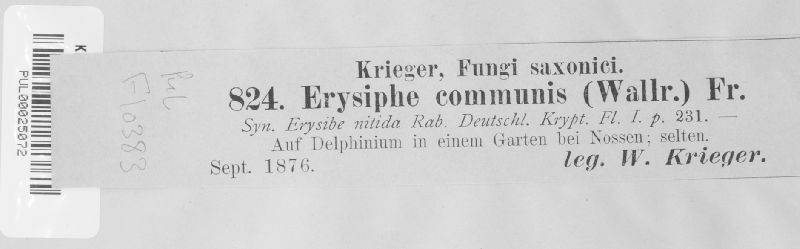 Krieger, Fungi saxonici.
824. Erysiphe communis (Wallr.) Fr.
Syn. Erysibe nitida Rab. Deutschl. Krypt. Fl. I. p. 231. —
Auf Delphinium in einem Garten bei Nossen; selten.
Sept. 1876.
leg. W. Krieger.
PUL00025072
PUL
F10383
K